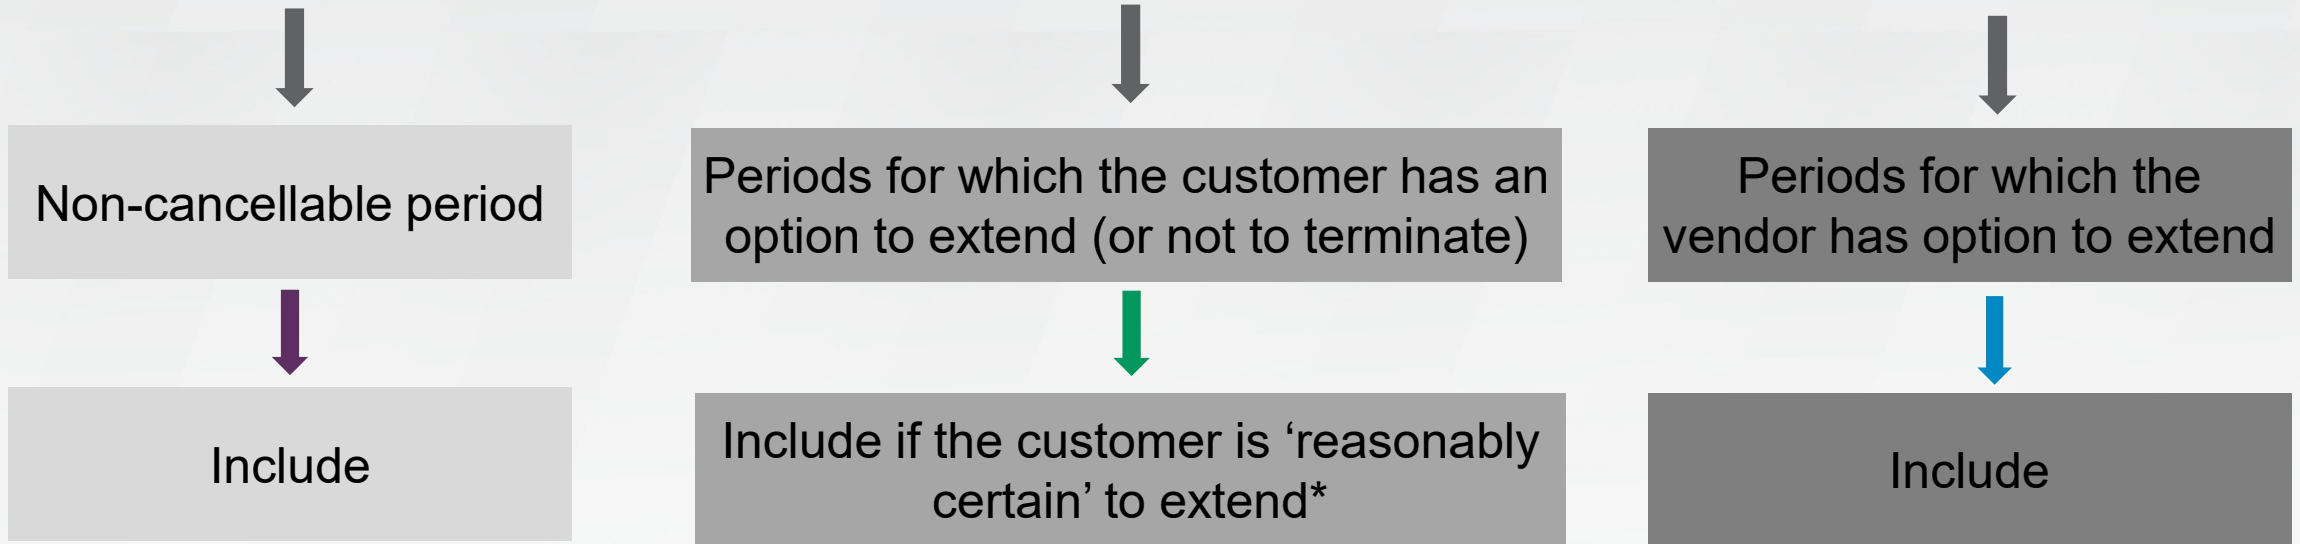 Non-cancellable period
Periods for which the customer has an
option to extend (or not to terminate)
Periods for which the
vendor has option to extend
Include
Include if the customer is ‘reasonably
certain’ to extend*
Include